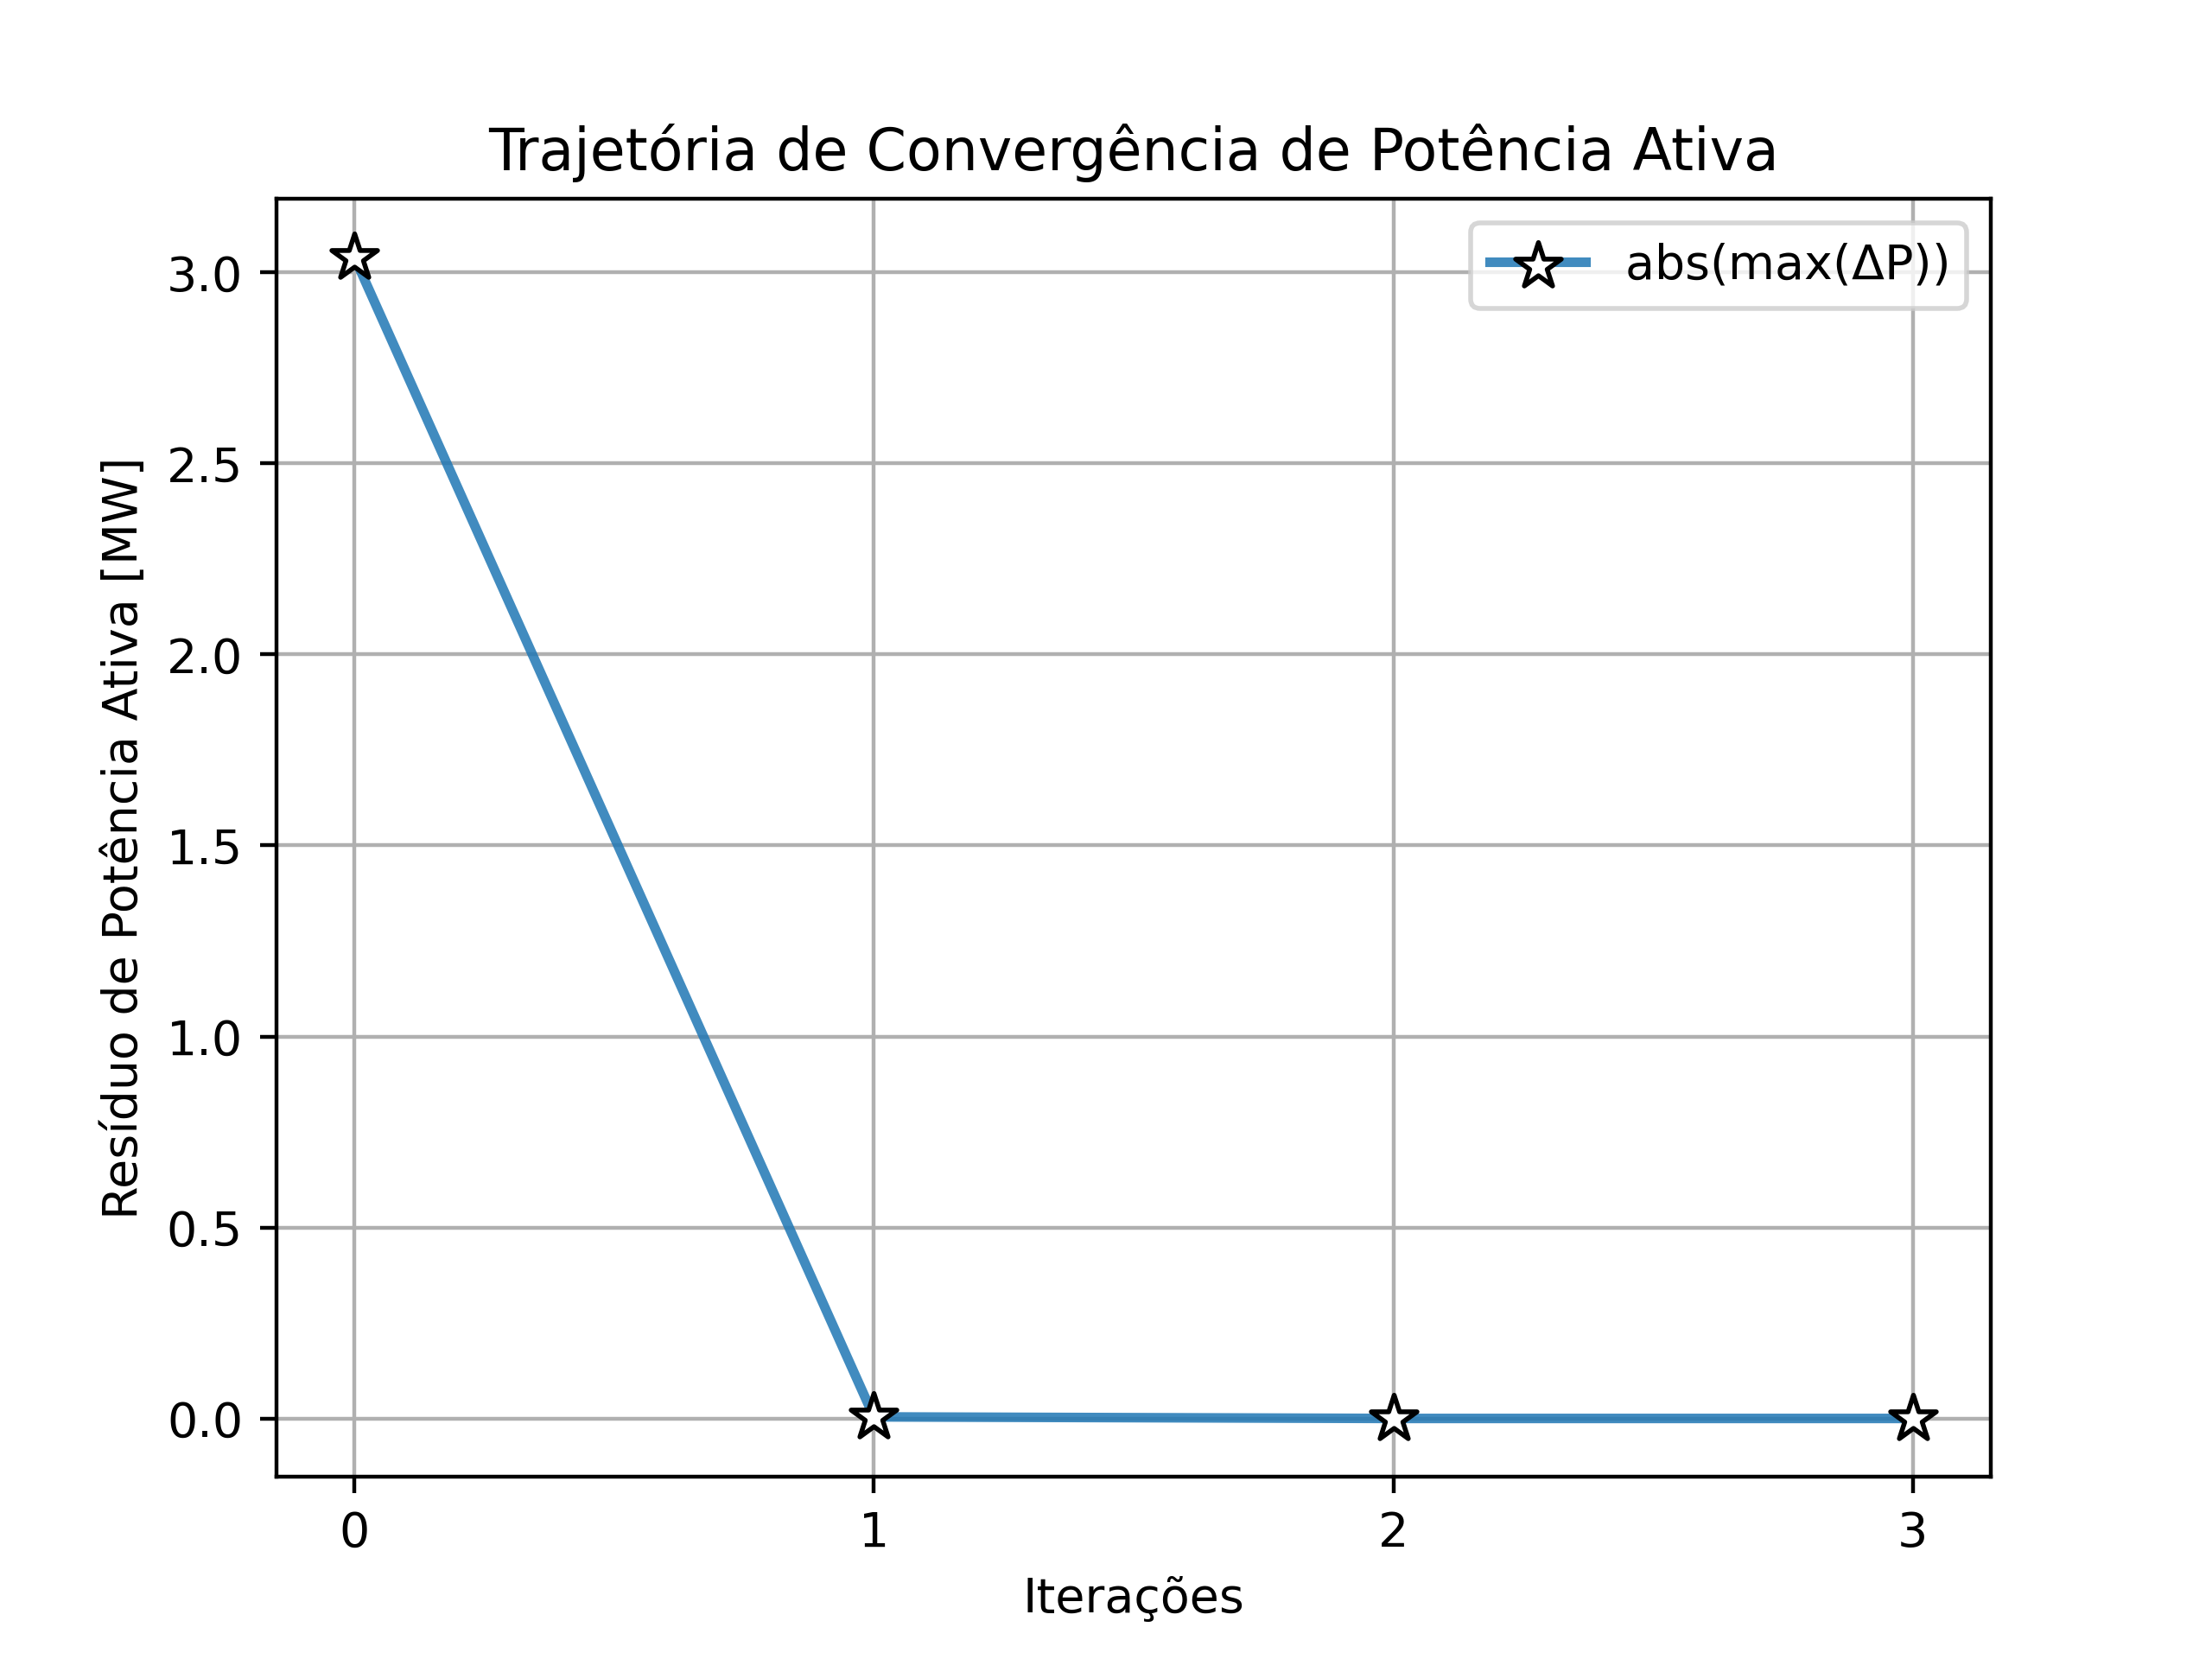 Trajetória de Convergência de Potência Ativa
abs(max(ΔP))
Resíduo de Potência Ativa [MW]
3.0
2.5
2.0
1.5
1.0
0.5
0.0
0 1 2 3
Iterações